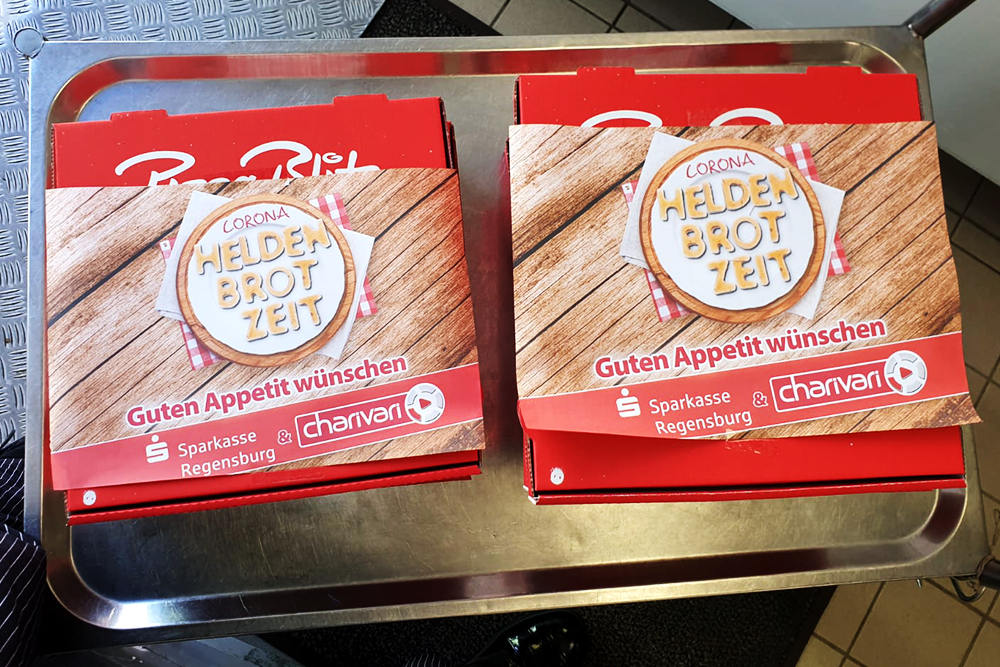 CORONA
HELDEN
BROT
ZEIT
Guten Appetit wünschen
Sparkasse
Regensburg
&
charivari
CORONA
HELDEN
BROT
ZEIT
Guten Appetit wünschen
Sparkasse
Regensburg
&
charivari